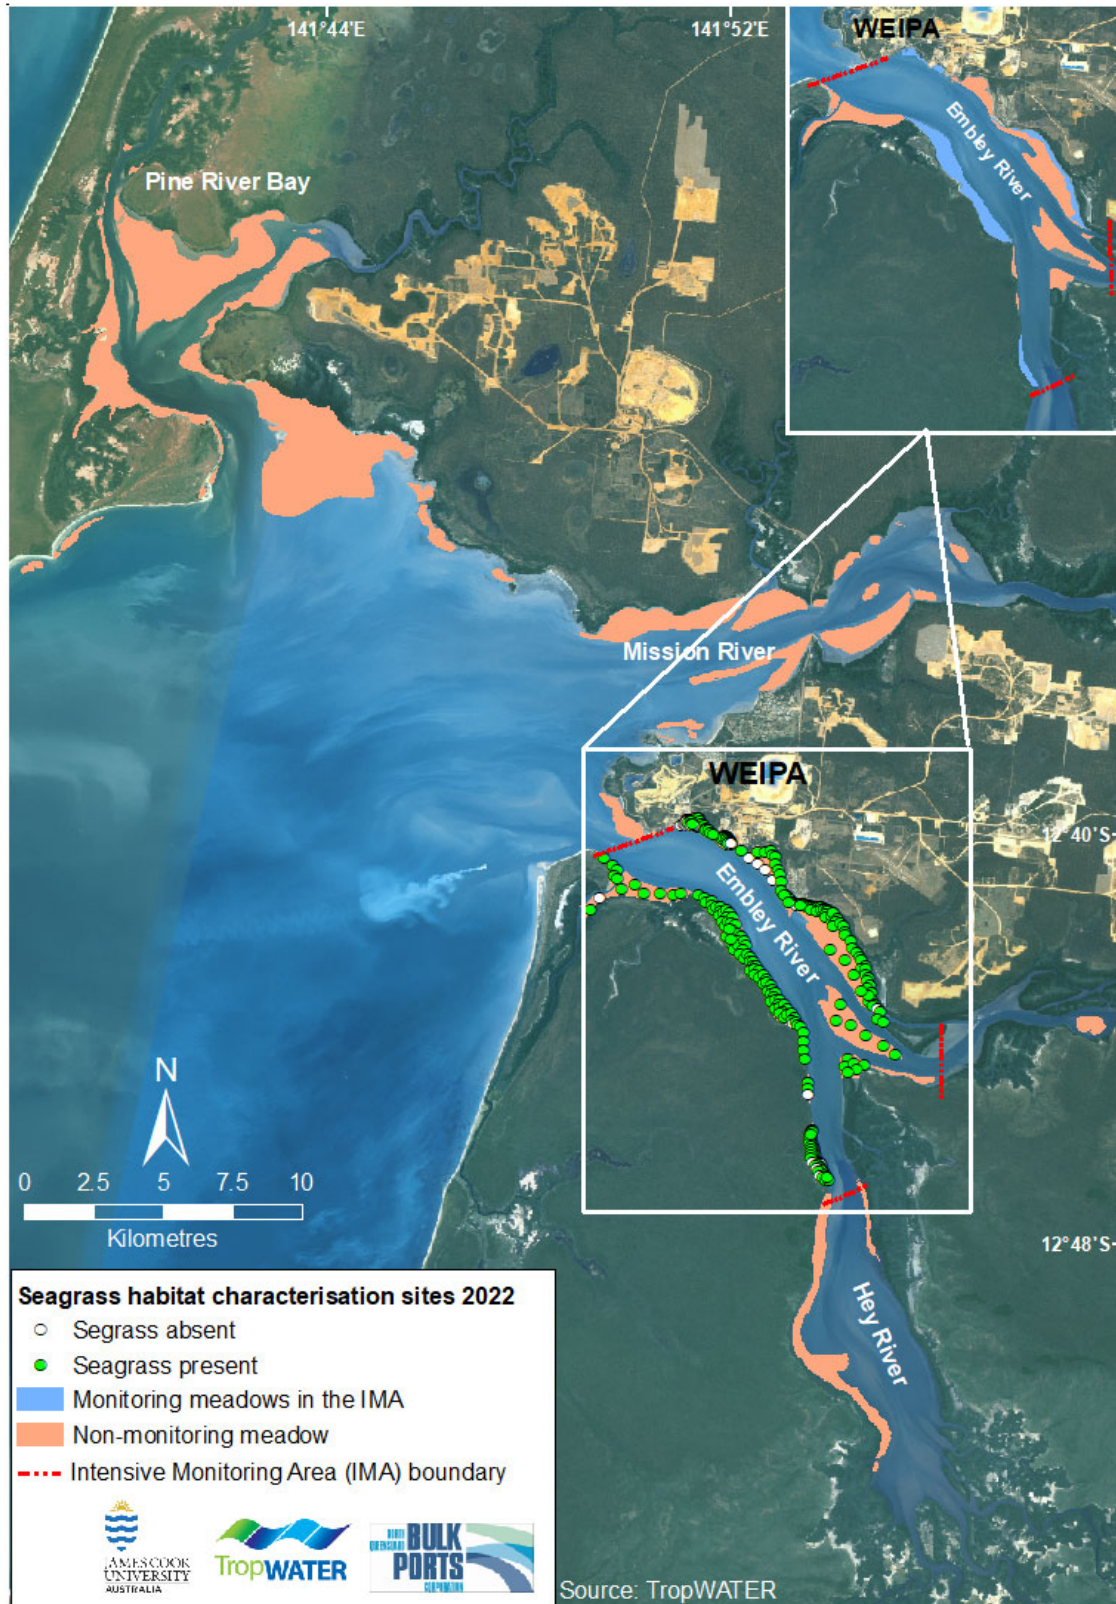 141°44'E
141°52'E
WEIPA
Embley River
Pine River Bay
Mission River
WEIPA
12°40'S
Embley River
N
0 2.5 5 7.5 10
Kilometres
12°48'S
Hey River
Seagrass habitat characterisation sites 2022
Segrass absent
Seagrass present
Monitoring meadows in the IMA
Non-monitoring meadow
Intensive Monitoring Area (IMA) boundary
JAMES COOK
UNIVERSITY
AUSTRALIA
TropWATER
NORTH
QUEENSLAND
BULK
PORTS
CORPORATION
Source: TropWATER